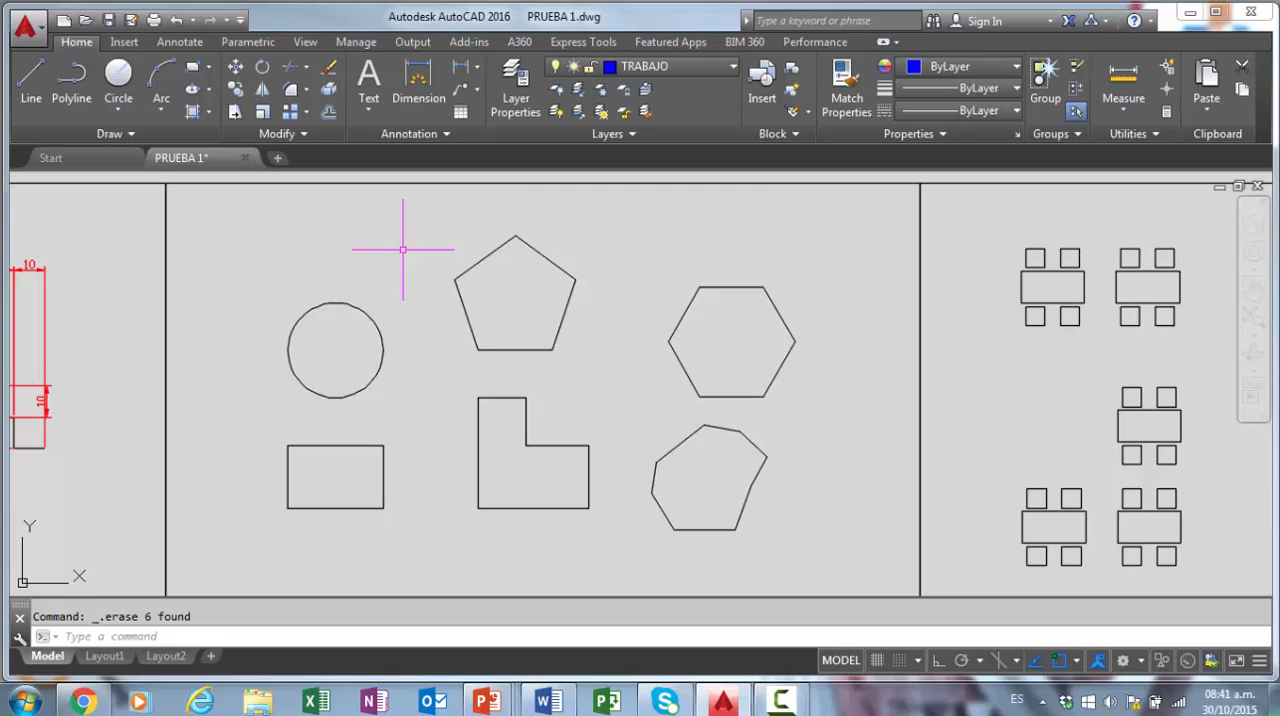 Autodesk AutoCAD 2016 PRUEBA 1.dwg
Type a keyword or phrase
Sign In
Home Insert Annotate Parametric View Manage Output Add-ins A360 Express Tools Featured Apps BIM 360 Performance
TRABAJO
ByLayer
Line Polyline Circle Arc
Text Dimension
Layer
Properties
Insert
Match
Properties
ByLayer
Group
Measure
Paste
ByLayer
Draw Modify Annotation Layers Block Properties Groups Utilities Clipboard
Start PRUEBA 1*
10
10
Y
X
Command: _.erase 6 found
Type a command
Model Layout1 Layout2 MODEL
ES
08:41 a.m.
30/10/2015